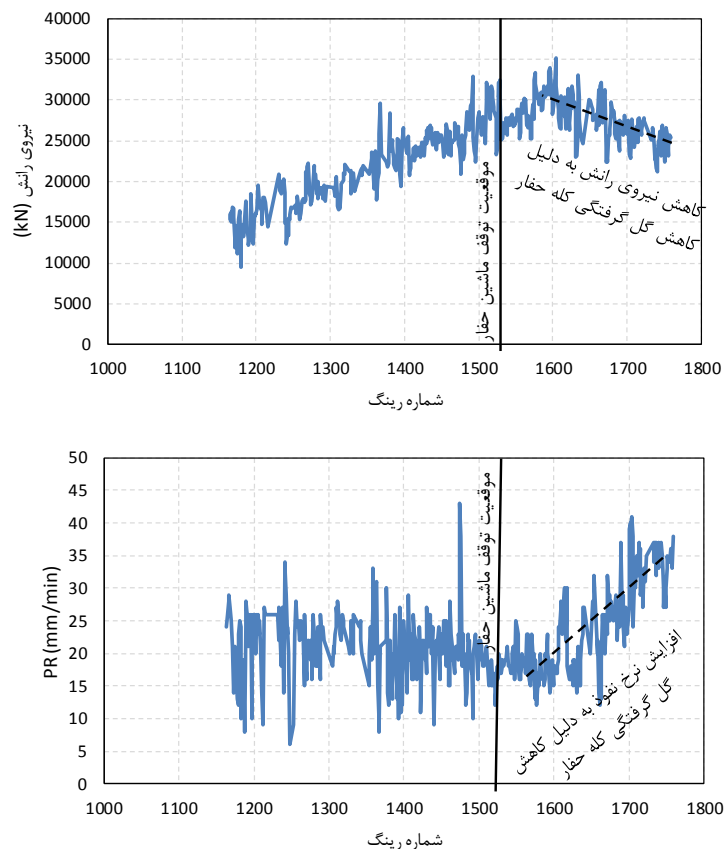 40000
35000
30000
25000
20000
15000
10000
5000
0
نیروی رانش (kN)
موقعیت توقف ماشین حفار
کاهش نیروی رانش به دلیل
کاهش گل گرفتگی کله حفار
1000 1100 1200 1300 1400 1500 1600 1700 1800
شماره رینگ
50
45
40
35
30
25
20
15
10
5
0
PR (mm/min)
موقعیت توقف ماشین حفار
افزایش نرخ نفوذ به دلیل کاهش
گل گرفتگی کله حفار
1000 1100 1200 1300 1400 1500 1600 1700 1800
شماره رینگ